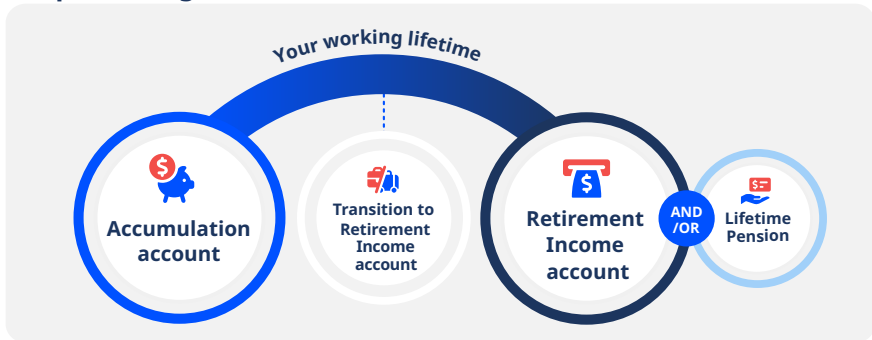 Your working lifetime
Accumulation
account
Transition to
Retirement
Income
account
Retirement
Income
account
AND
/OR
Lifetime
Pension